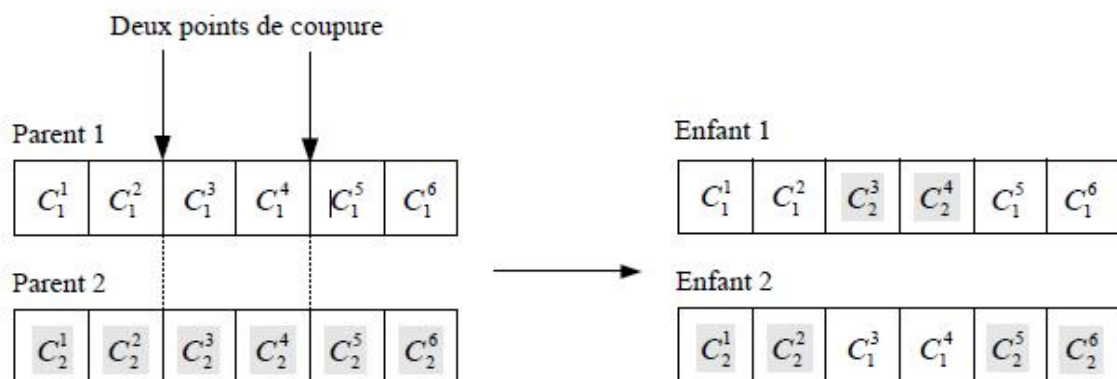 Deux points de coupure
Parent 1
Enfant 1
C₁¹ C₁² C₁³ C₁⁴ |C₁⁵ C₁⁶
C₁¹ C₁² C₂³ C₂⁴ C₁⁵ C₁⁶
Parent 2
Enfant 2
C₂¹ C₂² C₂³ C₂⁴ C₂⁵ C₂⁶
C₂¹ C₂² C₁³ C₁⁴ C₂⁵ C₂⁶